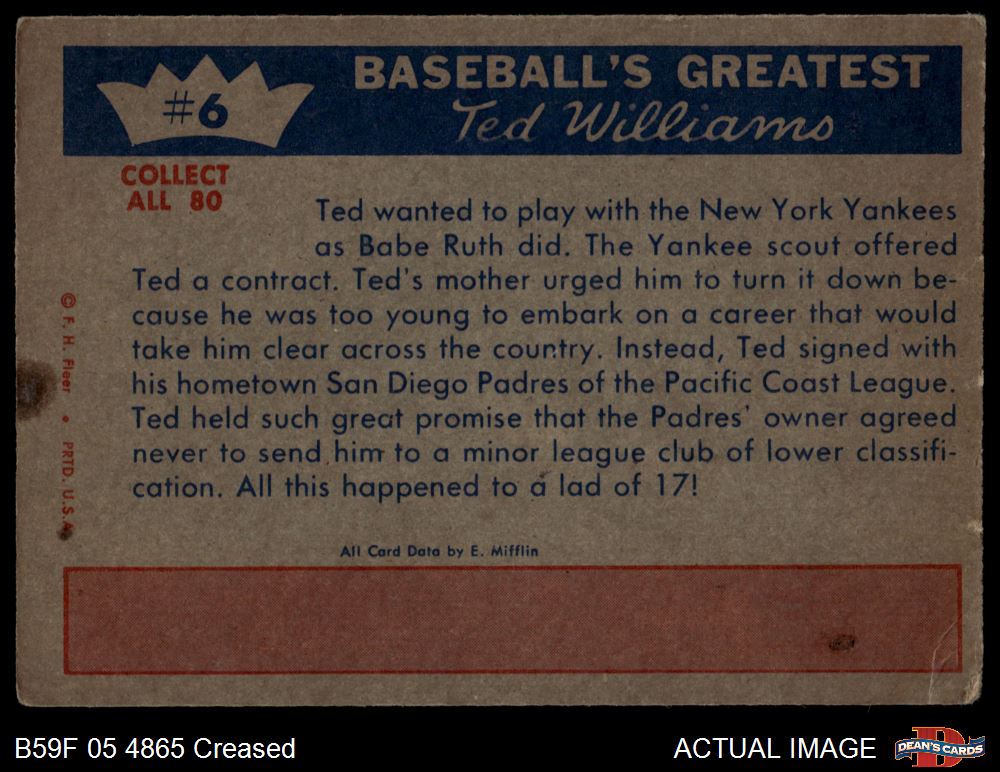 #6
BASEBALL'S GREATEST
Ted Williams
COLLECT
ALL 80
Ted wanted to play with the New York Yankees
as Babe Ruth did. The Yankee scout offered
Ted a contract. Ted's mother urged him to turn it down be-
cause he was too young to embark on a career that would
take him clear across the country. Instead, Ted signed with
his hometown San Diego Padres of the Pacific Coast League.
Ted held such great promise that the Padres' owner agreed
never to send him to a minor league club of lower classifi-
cation. All this happened to a lad of 17!
© F. H. Fleer • PRTD. U.S.A.
All Card Data by E. Mifflin
B59F 05 4865 Creased
ACTUAL IMAGE
DEAN'S CARDS